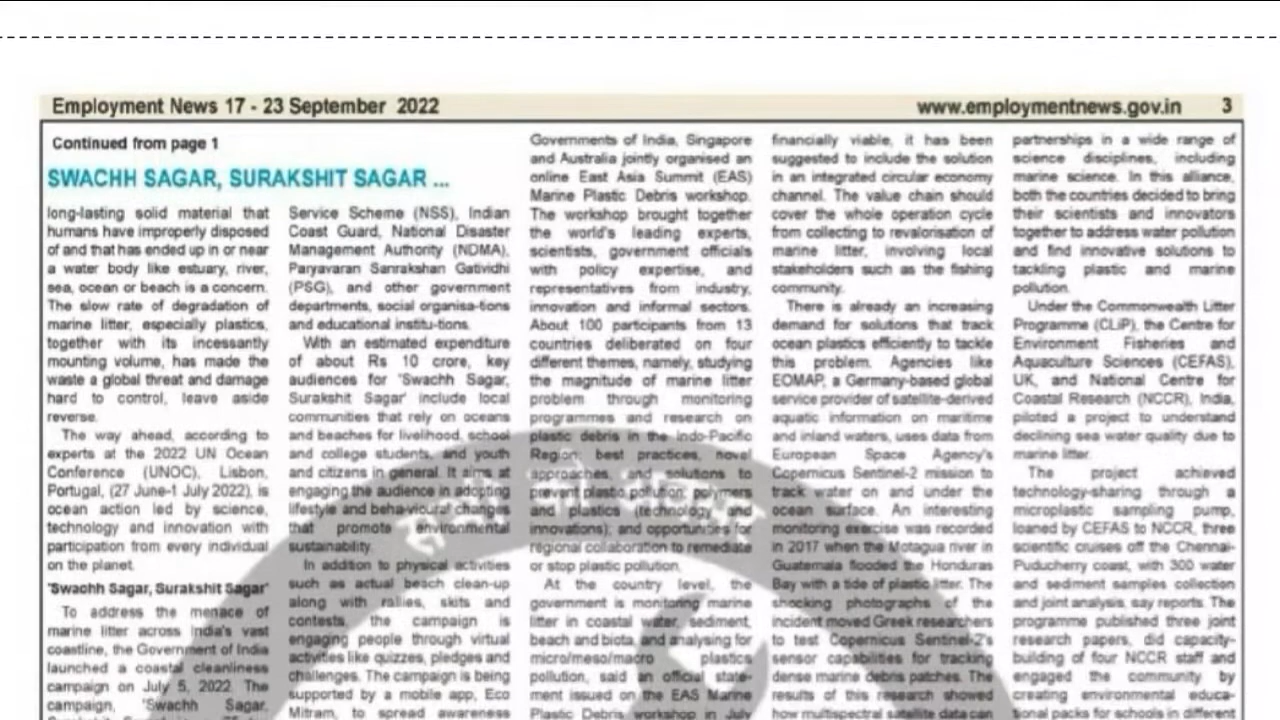 Employment News 17 - 23 September 2022
www.employmentnews.gov.in 3
Continued from page 1
SWACHH SAGAR, SURAKSHIT SAGAR ...
long-lasting solid material that
humans have improperly disposed
of and that has ended up in or near
a water body like estuary, river,
sea, ocean or beach is a concern.
The slow rate of degradation of
marine litter, especially plastics,
together with its incessantly
mounting volume, has made the
waste a global threat and damage
hard to control, leave aside
reverse.
The way ahead, according to
experts at the 2022 UN Ocean
Conference (UNOC), Lisbon,
Portugal, (27 June-1 July 2022), is
ocean action led by science,
technology and innovation with
participation from every individual
on the planet.
'Swachh Sagar, Surakshit Sagar'
To address the menace of
marine litter across India's vast
coastline, the Government of India
launched a coastal cleanliness
campaign on July 5, 2022. The
campaign, 'Swachh Sagar,
Service Scheme (NSS), Indian
Coast Guard, National Disaster
Management Authority (NDMA),
Paryavaran Sanrakshan Gatividhi
(PSG), and other government
departments, social organisa-tions
and educational institu-tions.
With an estimated expenditure
of about Rs 10 crore, key
audiences for 'Swachh Sagar,
Surakshit Sagar' include local
communities that rely on oceans
and beaches for livelihood, school
and college students, and youth
and citizens in general. It aims at
engaging the audience in adopting
lifestyle and beha-vioural changes
that promote environmental
sustainability.
In addition to physical activities
such as actual beach clean-up
along with rallies, skits and
contests, the campaign is
engaging people through virtual
activities like quizzes, pledges and
challenges. The campaign is being
supported by a mobile app, Eco
Mitram, to spread awareness
Governments of India, Singapore
and Australia jointly organised an
online East Asia Summit (EAS)
Marine Plastic Debris workshop.
The workshop brought together
the world's leading experts,
scientists, government officials
with policy expertise, and
representatives from industry,
innovation and informal sectors.
About 100 participants from 13
countries deliberated on four
different themes, namely, studying
the magnitude of marine litter
problem through monitoring
programmes and research on
plastic debris in the Indo-Pacific
Region; best practices, novel
approaches, and solutions to
prevent plastic pollution; polymers
and plastics (technology and
innovations); and opportunities for
regional collaboration to remediate
or stop plastic pollution.
At the country level, the
government is monitoring marine
litter in coastal water, sediment,
beach and biota, and analysing for
micro/meso/macro plastics
pollution, said an official state-
ment issued on the EAS Marine
Plastic Debris workshop in July
financially viable, it has been
suggested to include the solution
in an integrated circular economy
channel. The value chain should
cover the whole operation cycle
from collecting to revalorisation of
marine litter, involving local
stakeholders such as the fishing
community.
There is already an increasing
demand for solutions that track
ocean plastics efficiently to tackle
this problem. Agencies like
EOMAP, a Germany-based global
service provider of satellite-derived
aquatic information on maritime
and inland waters, uses data from
European Space Agency's
Copernicus Sentinel-2 mission to
track water on and under the
ocean surface. An interesting
monitoring exercise was recorded
in 2017 when the Motagua river in
Guatemala flooded the Honduras
Bay with a tide of plastic litter. The
shocking photographs of the
incident moved Greek researchers
to test Copernicus Sentinel-2's
sensor capabilities for tracking
dense marine debris patches. The
results of this research showed
how multispectral satellite data can
partnerships in a wide range of
science disciplines, including
marine science. In this alliance,
both the countries decided to bring
their scientists and innovators
together to address water pollution
and find innovative solutions to
tackling plastic and marine
pollution.
Under the Commonwealth Litter
Programme (CLiP), the Centre for
Environment Fisheries and
Aquaculture Sciences (CEFAS),
UK, and National Centre for
Coastal Research (NCCR), India,
piloted a project to understand
declining sea water quality due to
marine litter.
The project achieved
technology-sharing through a
microplastic sampling pump,
loaned by CEFAS to NCCR, three
scientific cruises off the Chennai-
Puducherry coast, with 300 water
and sediment samples collection
and joint analysis, say reports. The
programme published three joint
research papers, did capacity-
building of four NCCR staff and
engaged the community by
creating environmental educa-
tional packs for schools in different